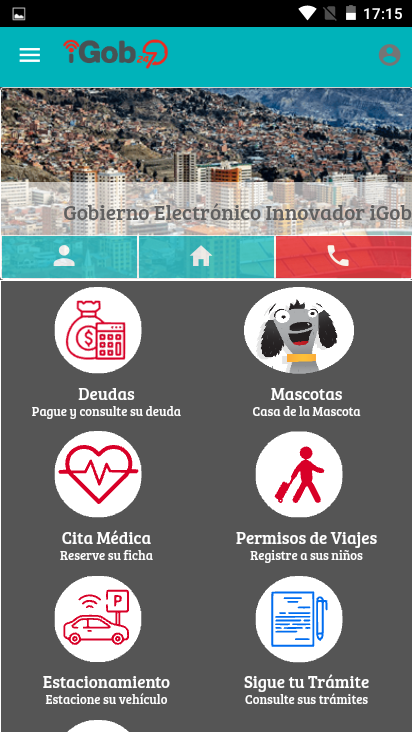 17:15
iGob 24/7
Gobierno Electrónico Innovador iGob
Deudas
Pague y consulte su deuda
Mascotas
Casa de la Mascota
Cita Médica
Reserve su ficha
Permisos de Viajes
Registre a sus niños
P
Estacionamiento
Estacione su vehículo
Sigue tu Trámite
Consulte sus trámites